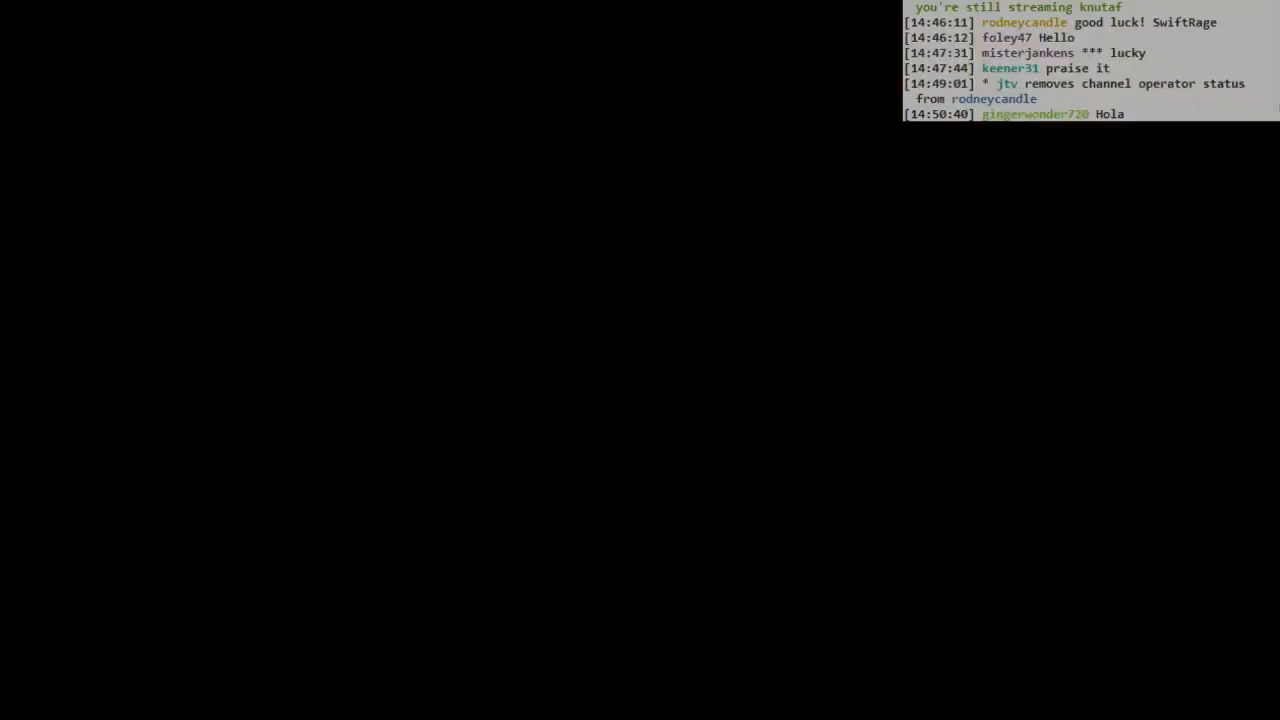 you're still streaming knutaf
[14:46:11] rodneycandle good luck! SwiftRage
[14:46:12] foley47 Hello
[14:47:31] misterjankens *** lucky
[14:47:44] keener31 praise it
[14:49:01] * jtv removes channel operator status
from rodneycandle
[14:50:40] gingerwonder720 Hola